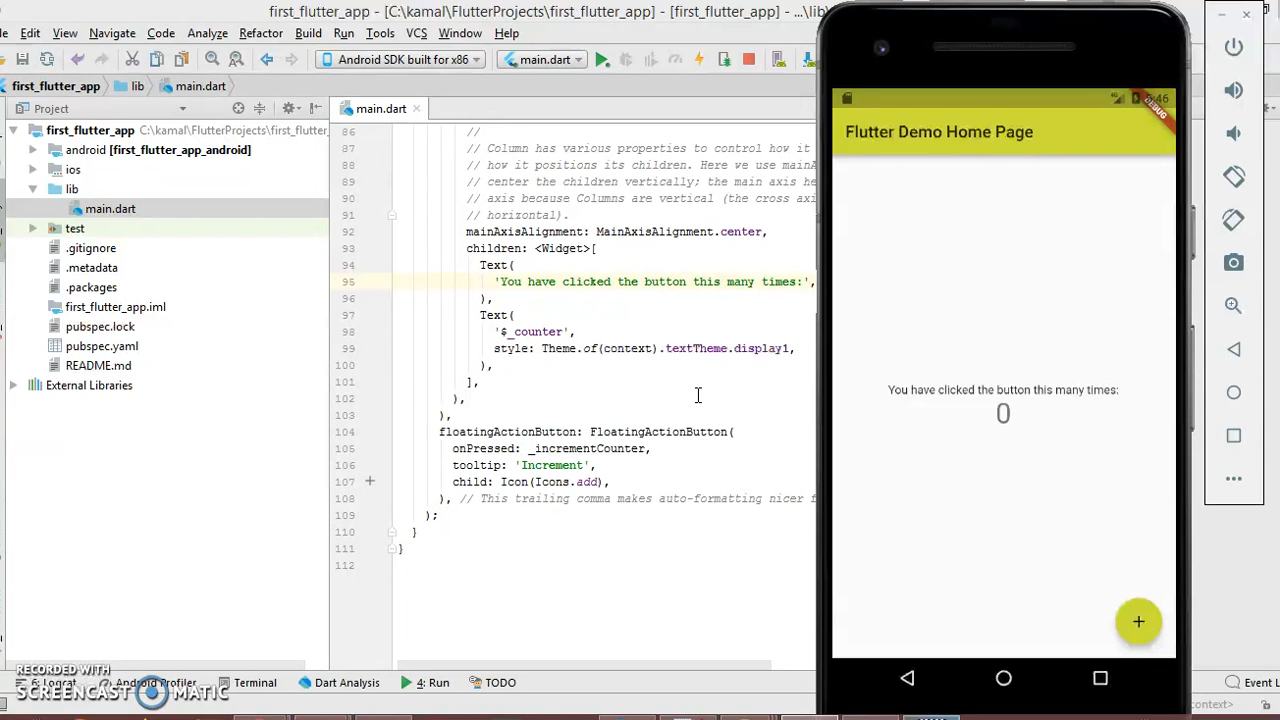 first_flutter_app - [C:\kamal\FlutterProjects\first_flutter_app] - [first_flutter_app] - ...\lib\
Edit View Navigate Code Analyze Refactor Build Run Tools VCS Window Help
Android SDK built for x86 main.dart
first_flutter_app lib main.dart
Project
main.dart
first_flutter_app C:\kamal\FlutterProjects\first_flutter_
android [first_flutter_app_android]
ios
lib
main.dart
test
.gitignore
.metadata
.packages
first_flutter_app.iml
pubspec.lock
pubspec.yaml
README.md
External Libraries
86 //
87 // Column has various properties to control how it
88 // how it positions its children. Here we use mainA
89 // center the children vertically; the main axis he
90 // axis because Columns are vertical (the cross axi
91 // horizontal).
92 mainAxisAlignment: MainAxisAlignment.center,
93 children: <Widget>[
94 Text(
95 'You have clicked the button this many times:',
96 ),
97 Text(
98 '$_counter',
99 style: Theme.of(context).textTheme.display1,
100 ),
101 ],
102 ),
103 ),
104 floatingActionButton: FloatingActionButton(
105 onPressed: _incrementCounter,
106 tooltip: 'Increment',
107 child: Icon(Icons.add),
108 ), // This trailing comma makes auto-formatting nicer f
109 );
110 }
111 }
112
:46
DEBUG
Flutter Demo Home Page
You have clicked the button this many times:
0
+
RECORDED WITH
SCREENCAST MATIC
Logcat Android Profiler Terminal Dart Analysis 4: Run TODO Event L
context>